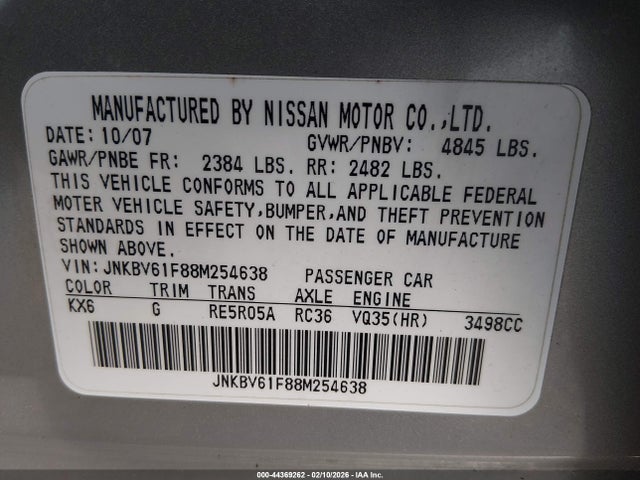 MANUFACTURED BY NISSAN MOTOR CO.,LTD.
DATE: 10/07 GVWR/PNBV: 4845 LBS.
GAWR/PNBE FR: 2384 LBS. RR: 2482 LBS.
THIS VEHICLE CONFORMS TO ALL APPLICABLE FEDERAL
MOTER VEHICLE SAFETY,BUMPER,AND THEFT PREVENTION
STANDARDS IN EFFECT ON THE DATE OF MANUFACTURE
SHOWN ABOVE.
VIN:JNKBV61F88M254638 PASSENGER CAR
COLOR TRIM TRANS AXLE ENGINE
KX6 G RE5R05A RC36 VQ35(HR) 3498CC
JNKBV61F88M254638
000-44369262 - 02/10/2026 - IAA Inc.